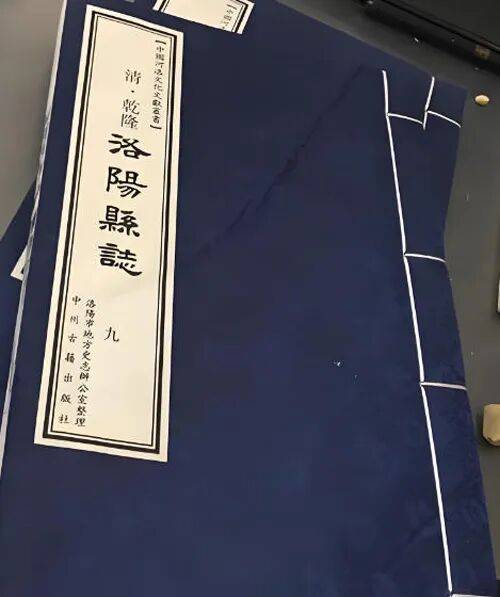 【中國河洛文化文獻叢書】
清·乾隆
洛陽縣誌
九
洛陽市地方史志辦公室整理
中州古籍出版社